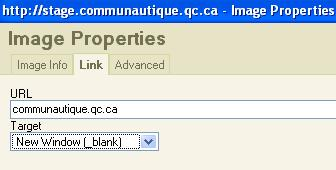 http://stage.communautique.qc.ca - Image Properties
Image Properties
Image Info Link Advanced
URL
communautique.qc.ca
Target
New Window (_blank)